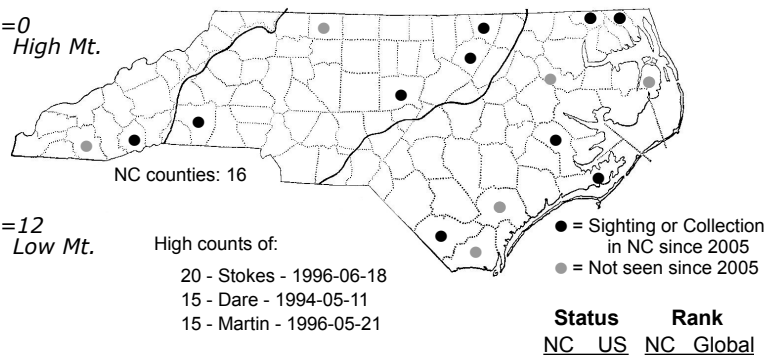 =0
High Mt.
NC counties: 16
=12
Low Mt.
High counts of:
20 - Stokes - 1996-06-18
15 - Dare - 1994-05-11
15 - Martin - 1996-05-21
= Sighting or Collection
in NC since 2005
= Not seen since 2005
Status Rank
NC US NC Global